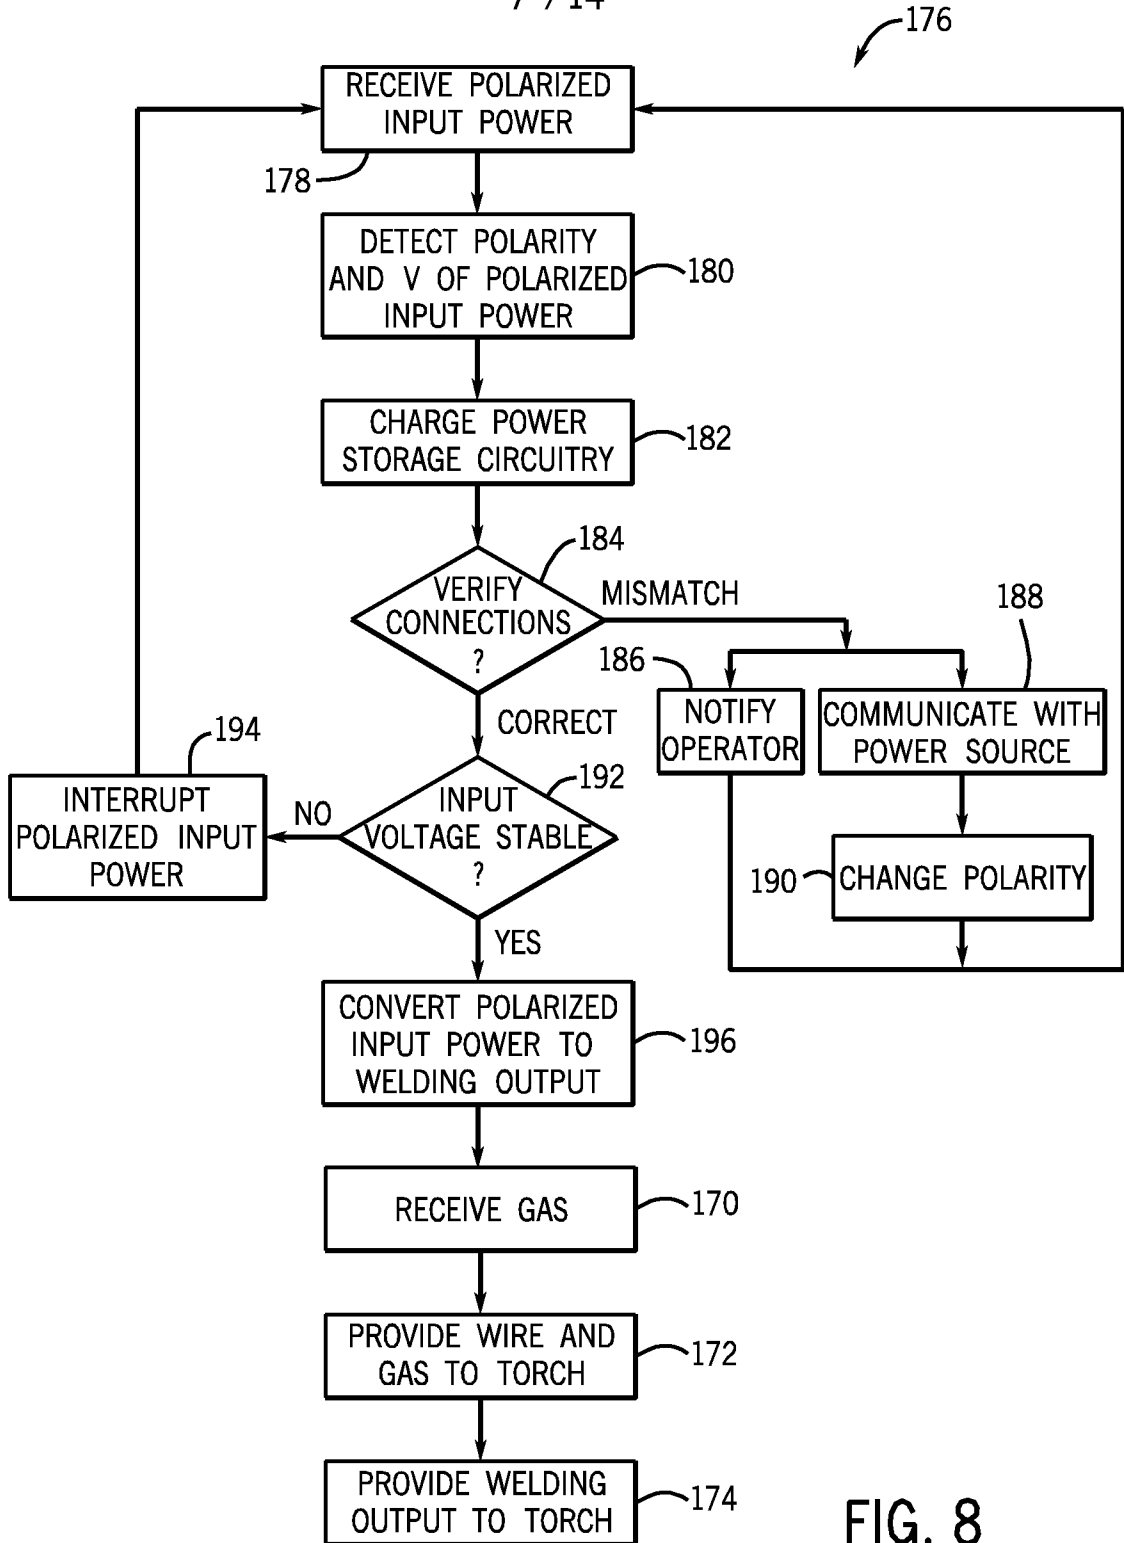 7 / 14
176
RECEIVE POLARIZED
INPUT POWER
178
DETECT POLARITY
AND V OF POLARIZED
INPUT POWER
180
CHARGE POWER
STORAGE CIRCUITRY
182
184
VERIFY
CONNECTIONS
?
MISMATCH
188
186
NOTIFY
OPERATOR
COMMUNICATE WITH
POWER SOURCE
CORRECT
194
192
INTERRUPT
POLARIZED INPUT
POWER
NO
INPUT
VOLTAGE STABLE
?
190
CHANGE POLARITY
YES
CONVERT POLARIZED
INPUT POWER TO
WELDING OUTPUT
196
RECEIVE GAS
170
PROVIDE WIRE AND
GAS TO TORCH
172
PROVIDE WELDING
OUTPUT TO TORCH
174
FIG. 8